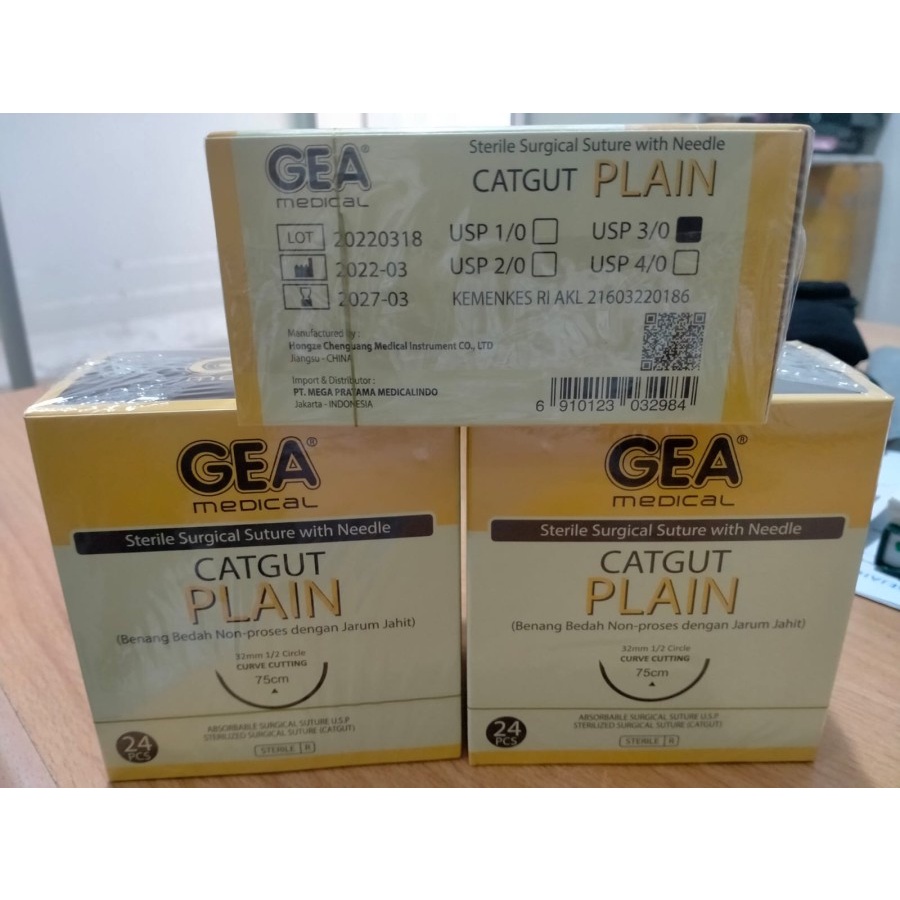 GEA®
medical
Sterile Surgical Suture with Needle
CATGUT PLAIN
LOT 20220318
2022-03
2027-03
USP 1/0
USP 3/0
USP 2/0
USP 4/0
KEMENKES RI AKL 21603220186
Manufactured by :
Hongze Chenguang Medical Instrument CO., LTD
Jiangsu - CHINA
Import & Distributor :
PT. MEGA PRATAMA MEDICALINDO
Jakarta - INDONESIA
6 910123 032984
GEA®
medical
Sterile Surgical Suture with Needle
CATGUT
PLAIN
(Benang Bedah Non-proses dengan Jarum Jahit)
32mm 1/2 Circle
CURVE CUTTING
75cm
ABSORBABLE SURGICAL SUTURE U.S.P
STERILIZED SURGICAL SUTURE (CATGUT)
24
PCS
STERILE R
GEA®
medical
Sterile Surgical Suture with Needle
CATGUT
PLAIN
(Benang Bedah Non-proses dengan Jarum Jahit)
32mm 1/2 Circle
CURVE CUTTING
75cm
ABSORBABLE SURGICAL SUTURE U.S.P
STERILIZED SURGICAL SUTURE (CATGUT)
24
PCS
STERILE R